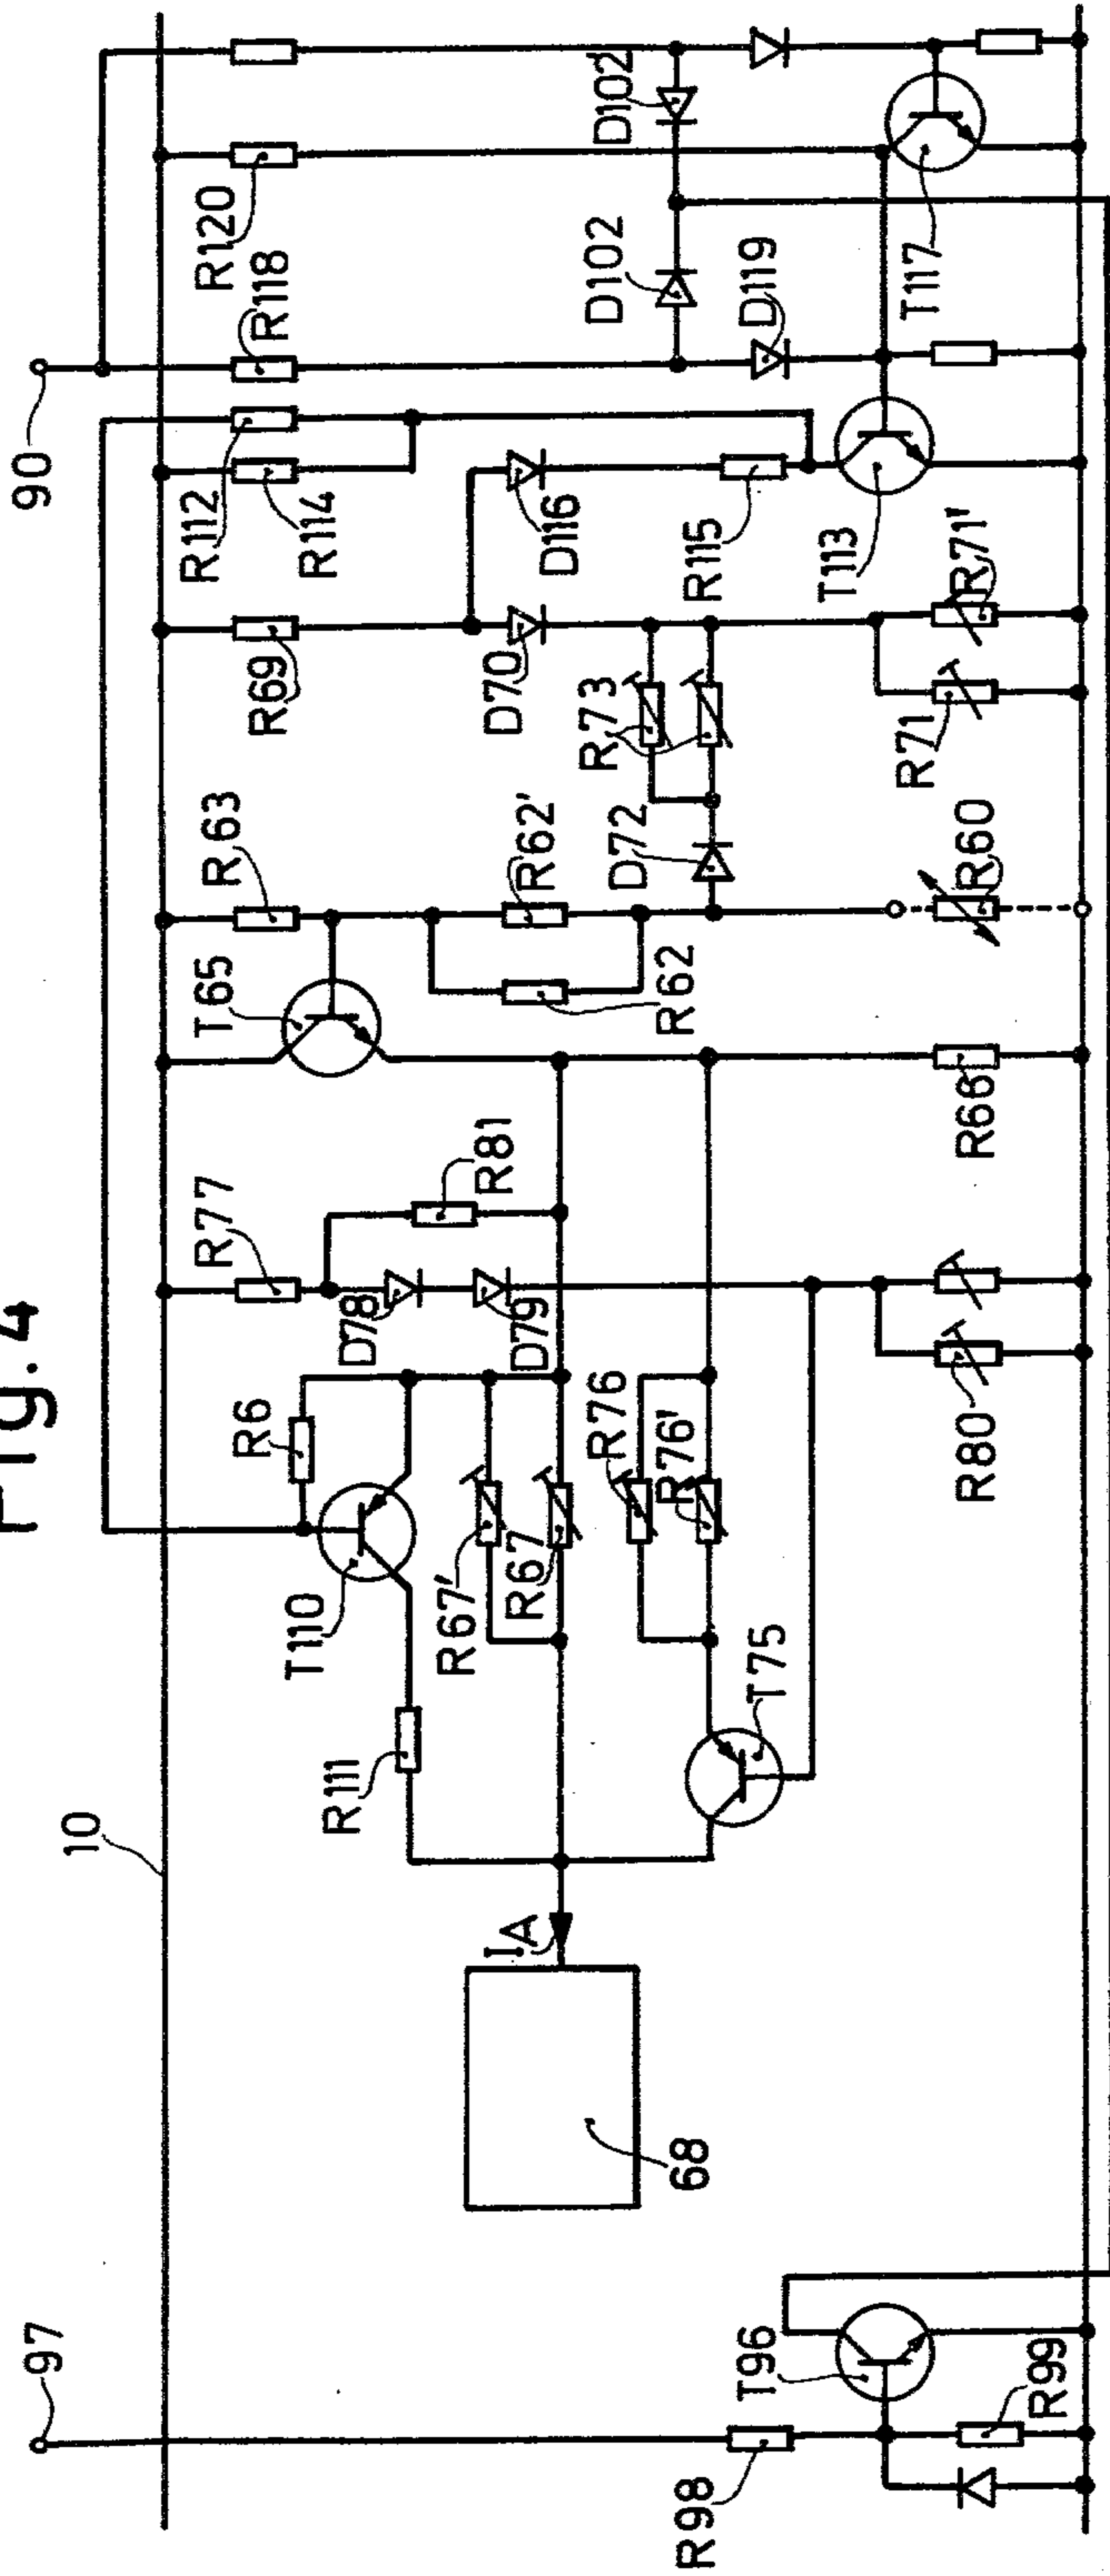 Fig. 4
97
90
10
R77
R63
R112
R120
R6
T65
R69
R118
T110
R114
R111
D78
R81
R67'
R67
D79
R62'
D70
D116
I_A
R76
R76'
R62
D72
R73
D102
D102'
68
R115
T75
D119
T96
T113
R98
R99
R80
R66
R60
R71
R71'
T117